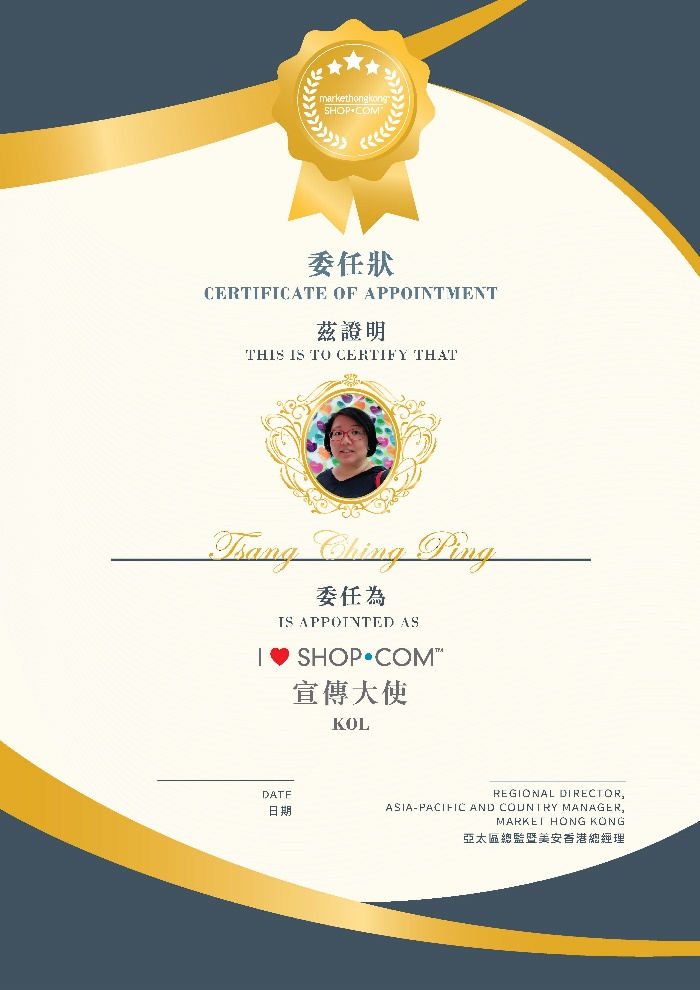 markethongkong™
SHOP•COM™
委任狀
CERTIFICATE OF APPOINTMENT
茲證明
THIS IS TO CERTIFY THAT
Tsang Ching Ping
委任為
IS APPOINTED AS
I ♥ SHOP•COM™
宣傳大使
KOL
DATE
日期
REGIONAL DIRECTOR,
ASIA-PACIFIC AND COUNTRY MANAGER,
MARKET HONG KONG
亞太區總監暨美安香港總經理